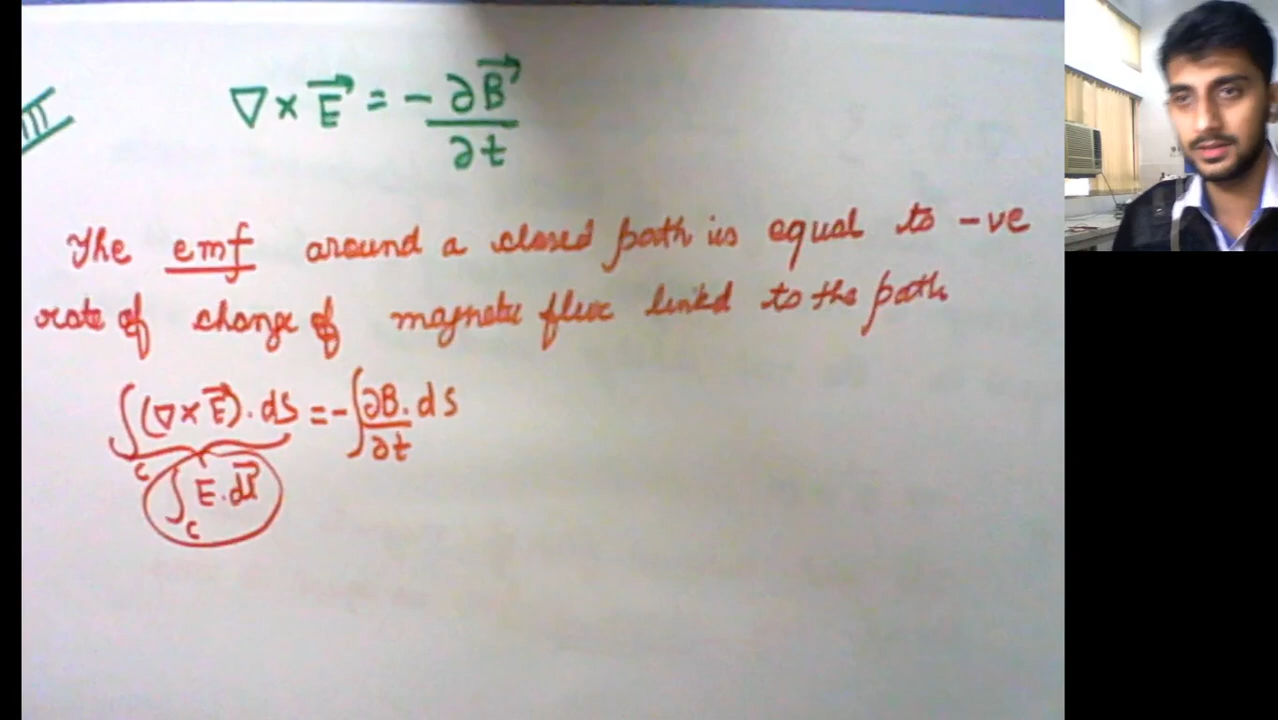 III
∇ × E⃗ = - ∂B⃗/∂t
The emf around a closed path is equal to -ve
rate of change of magnetic flux linked to the path
∫(∇ × E⃗). ds = -∫∂B/∂t . ds
c
∫c E. dl⃗